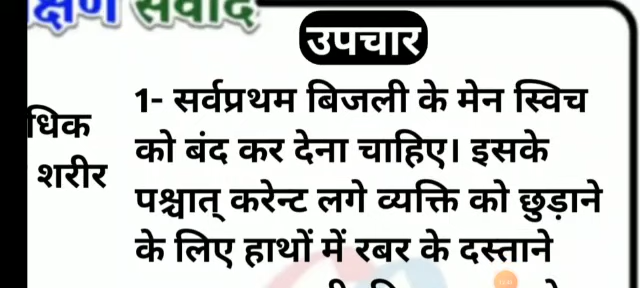 संवाद
उपचार
1- सर्वप्रथम बिजली के मेन स्विच
धिक
को बंद कर देना चाहिए। इसके
शरीर
पश्चात् करेन्ट लगे व्यक्ति को छुड़ाने
के लिए हाथों में रबर के दस्ताने